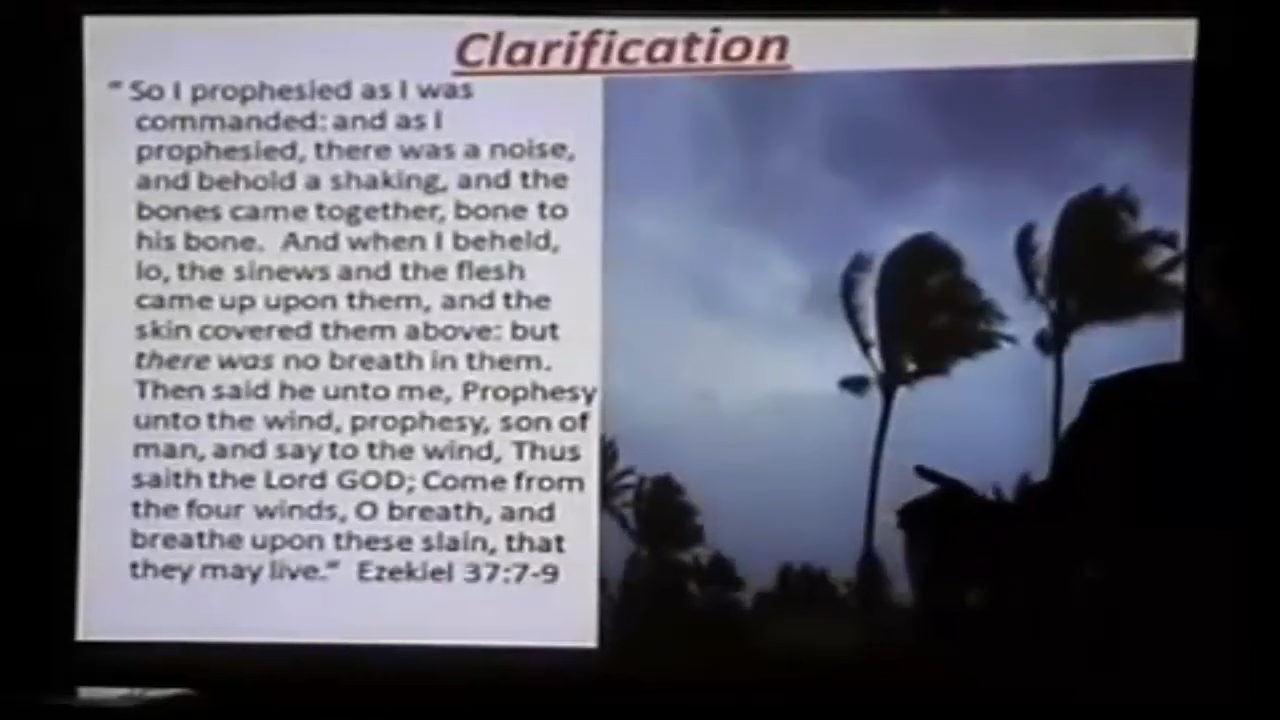 Clarification
“ So I prophesied as I was
commanded: and as I
prophesied, there was a noise,
and behold a shaking, and the
bones came together, bone to
his bone.  And when I beheld,
lo, the sinews and the flesh
came up upon them, and the
skin covered them above: but
there was no breath in them.
Then said he unto me, Prophesy
unto the wind, prophesy, son of
man, and say to the wind, Thus
saith the Lord GOD; Come from
the four winds, O breath, and
breathe upon these slain, that
they may live.”  Ezekiel 37:7-9